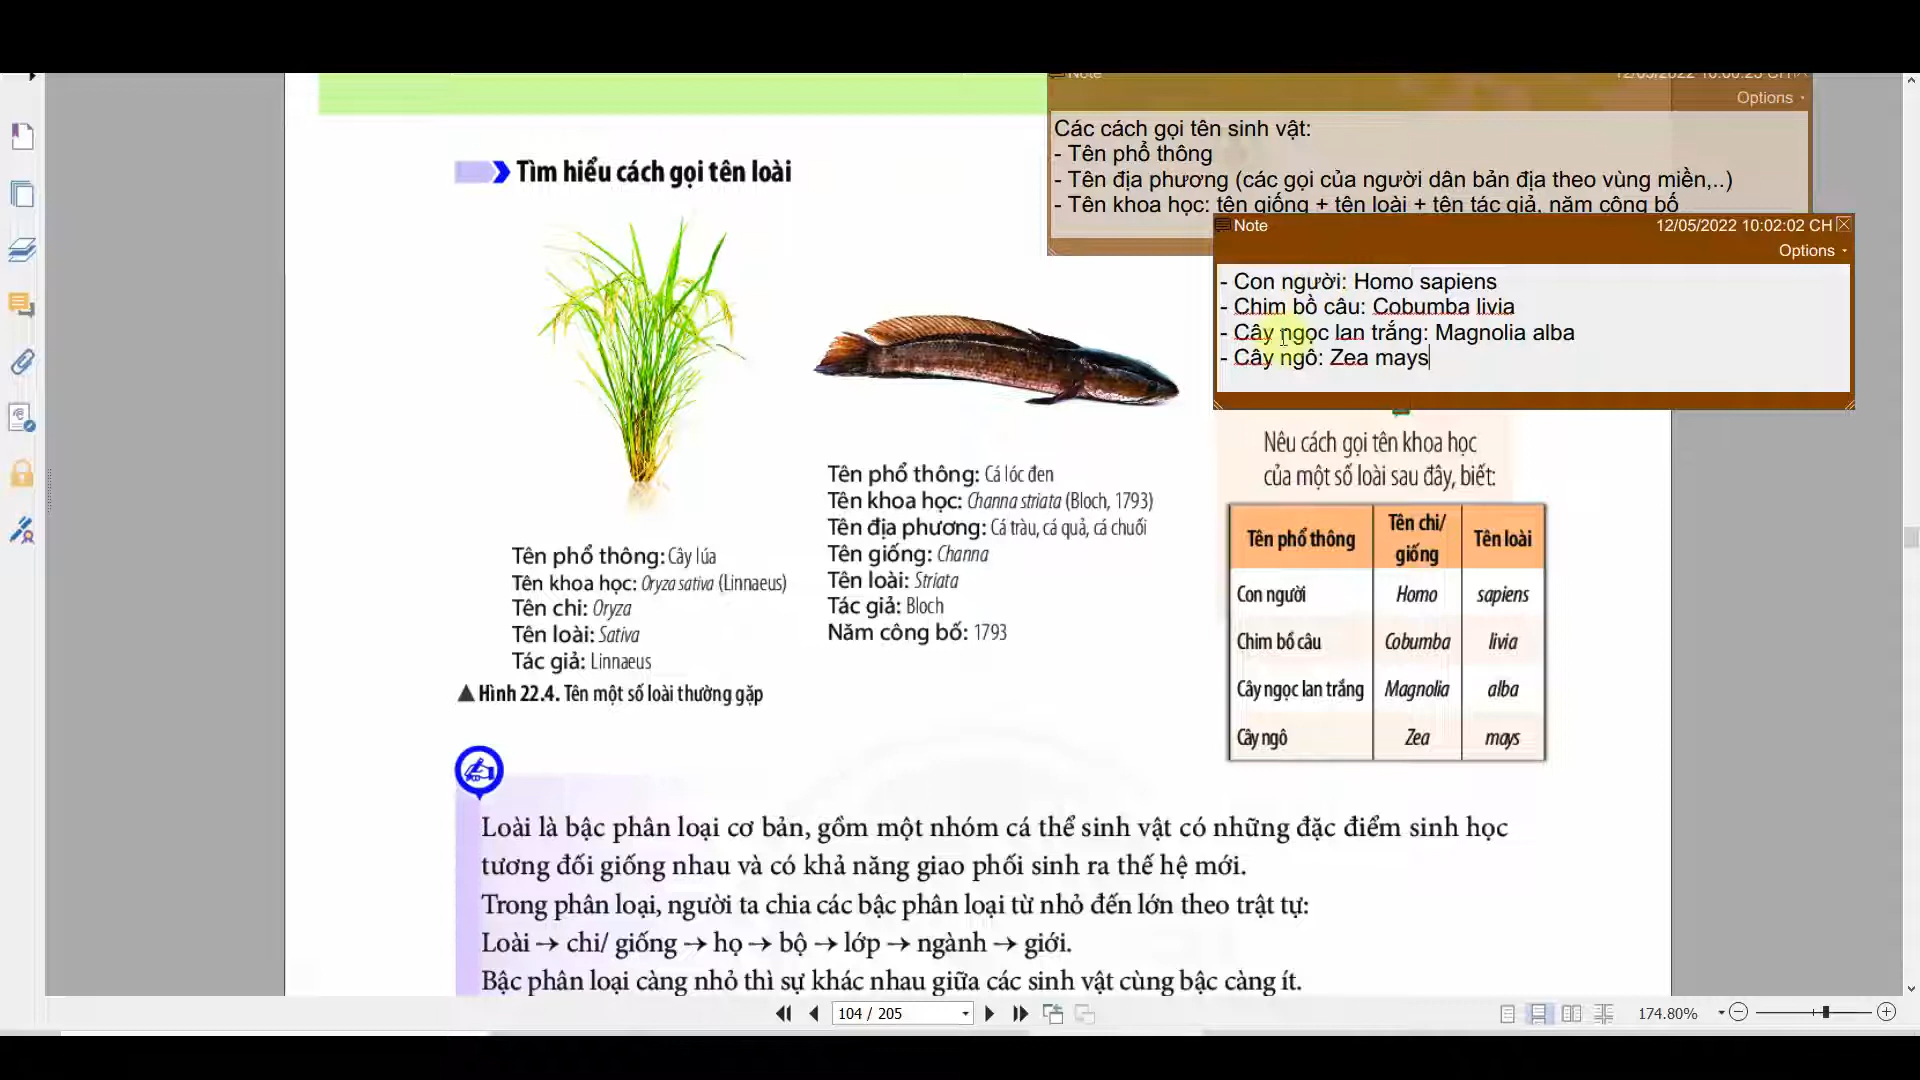 Note
Options
Các cách gọi tên sinh vật:
- Tên phổ thông
- Tên địa phương (các gọi của người dân bản địa theo vùng miền,..)
- Tên khoa học: tên giống + tên loài + tên tác giả, năm công bố
Note 12/05/2022 10:02:02 CH
Options
- Con người: Homo sapiens
- Chim bồ câu: Cobumba livia
- Cây ngọc lan trắng: Magnolia alba
- Cây ngô: Zea mays
Tìm hiểu cách gọi tên loài
Tên phổ thông: Cây lúa
Tên khoa học: Oryza sativa (Linnaeus)
Tên chi: Oryza
Tên loài: Sativa
Tác giả: Linnaeus
Tên phổ thông: Cá lóc đen
Tên khoa học: Channa striata (Bloch, 1793)
Tên địa phương: Cá tràu, cá quả, cá chuối
Tên giống: Channa
Tên loài: Striata
Tác giả: Bloch
Năm công bố: 1793
Hình 22.4. Tên một số loài thường gặp
Nêu cách gọi tên khoa học
của một số loài sau đây, biết:
Tên phổ thông Tên chi/ giống Tên loài
Con người Homo sapiens
Chim bồ câu Cobumba livia
Cây ngọc lan trắng Magnolia alba
Cây ngô Zea mays
Loài là bậc phân loại cơ bản, gồm một nhóm cá thể sinh vật có những đặc điểm sinh học
tương đối giống nhau và có khả năng giao phối sinh ra thế hệ mới.
Trong phân loại, người ta chia các bậc phân loại từ nhỏ đến lớn theo trật tự:
Loài → chi/ giống → họ → bộ → lớp → ngành → giới.
Bậc phân loại càng nhỏ thì sự khác nhau giữa các sinh vật cùng bậc càng ít.
104 / 205
174.80%